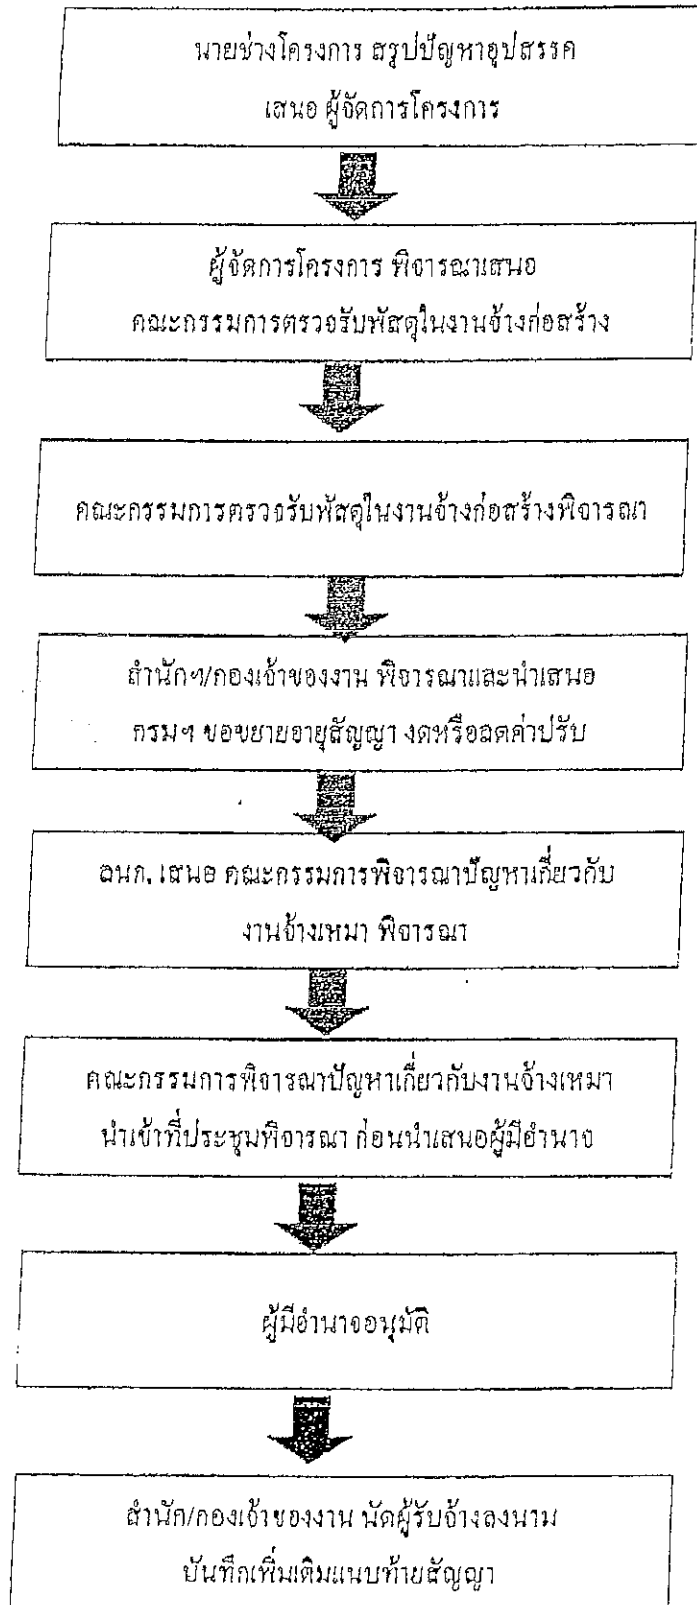 นายช่างโครงการ สรุปปัญหาอุปสรรค
เสนอ ผู้จัดการโครงการ
ผู้จัดการโครงการ พิจารณาเสนอ
คณะกรรมการตรวจรับพัสดุในงานจ้างก่อสร้าง
คณะกรรมการตรวจรับพัสดุในงานจ้างก่อสร้างพิจารณา
สำนักฯ/กองเจ้าของงาน พิจารณาและนำเสนอ
กรมฯ ขอขยายอายุสัญญา งดหรือลดค่าปรับ
ลนก. เสนอ คณะกรรมการพิจารณาปัญหาเกี่ยวกับ
งานจ้างเหมา พิจารณา
คณะกรรมการพิจารณาปัญหาเกี่ยวกับงานจ้างเหมา
นำเข้าที่ประชุมพิจารณา ก่อนนำเสนอผู้มีอำนาจ
ผู้มีอำนาจอนุมัติ
สำนัก/กองเจ้าของงาน นัดผู้รับจ้างลงนาม
บันทึกเพิ่มเติมแนบท้ายสัญญา